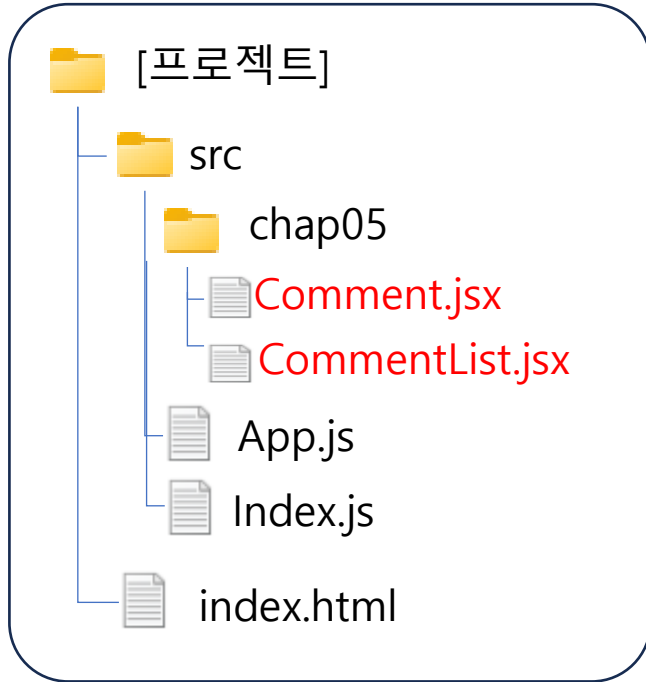 [프로젝트]
src
chap05
Comment.jsx
CommentList.jsx
App.js
Index.js
index.html